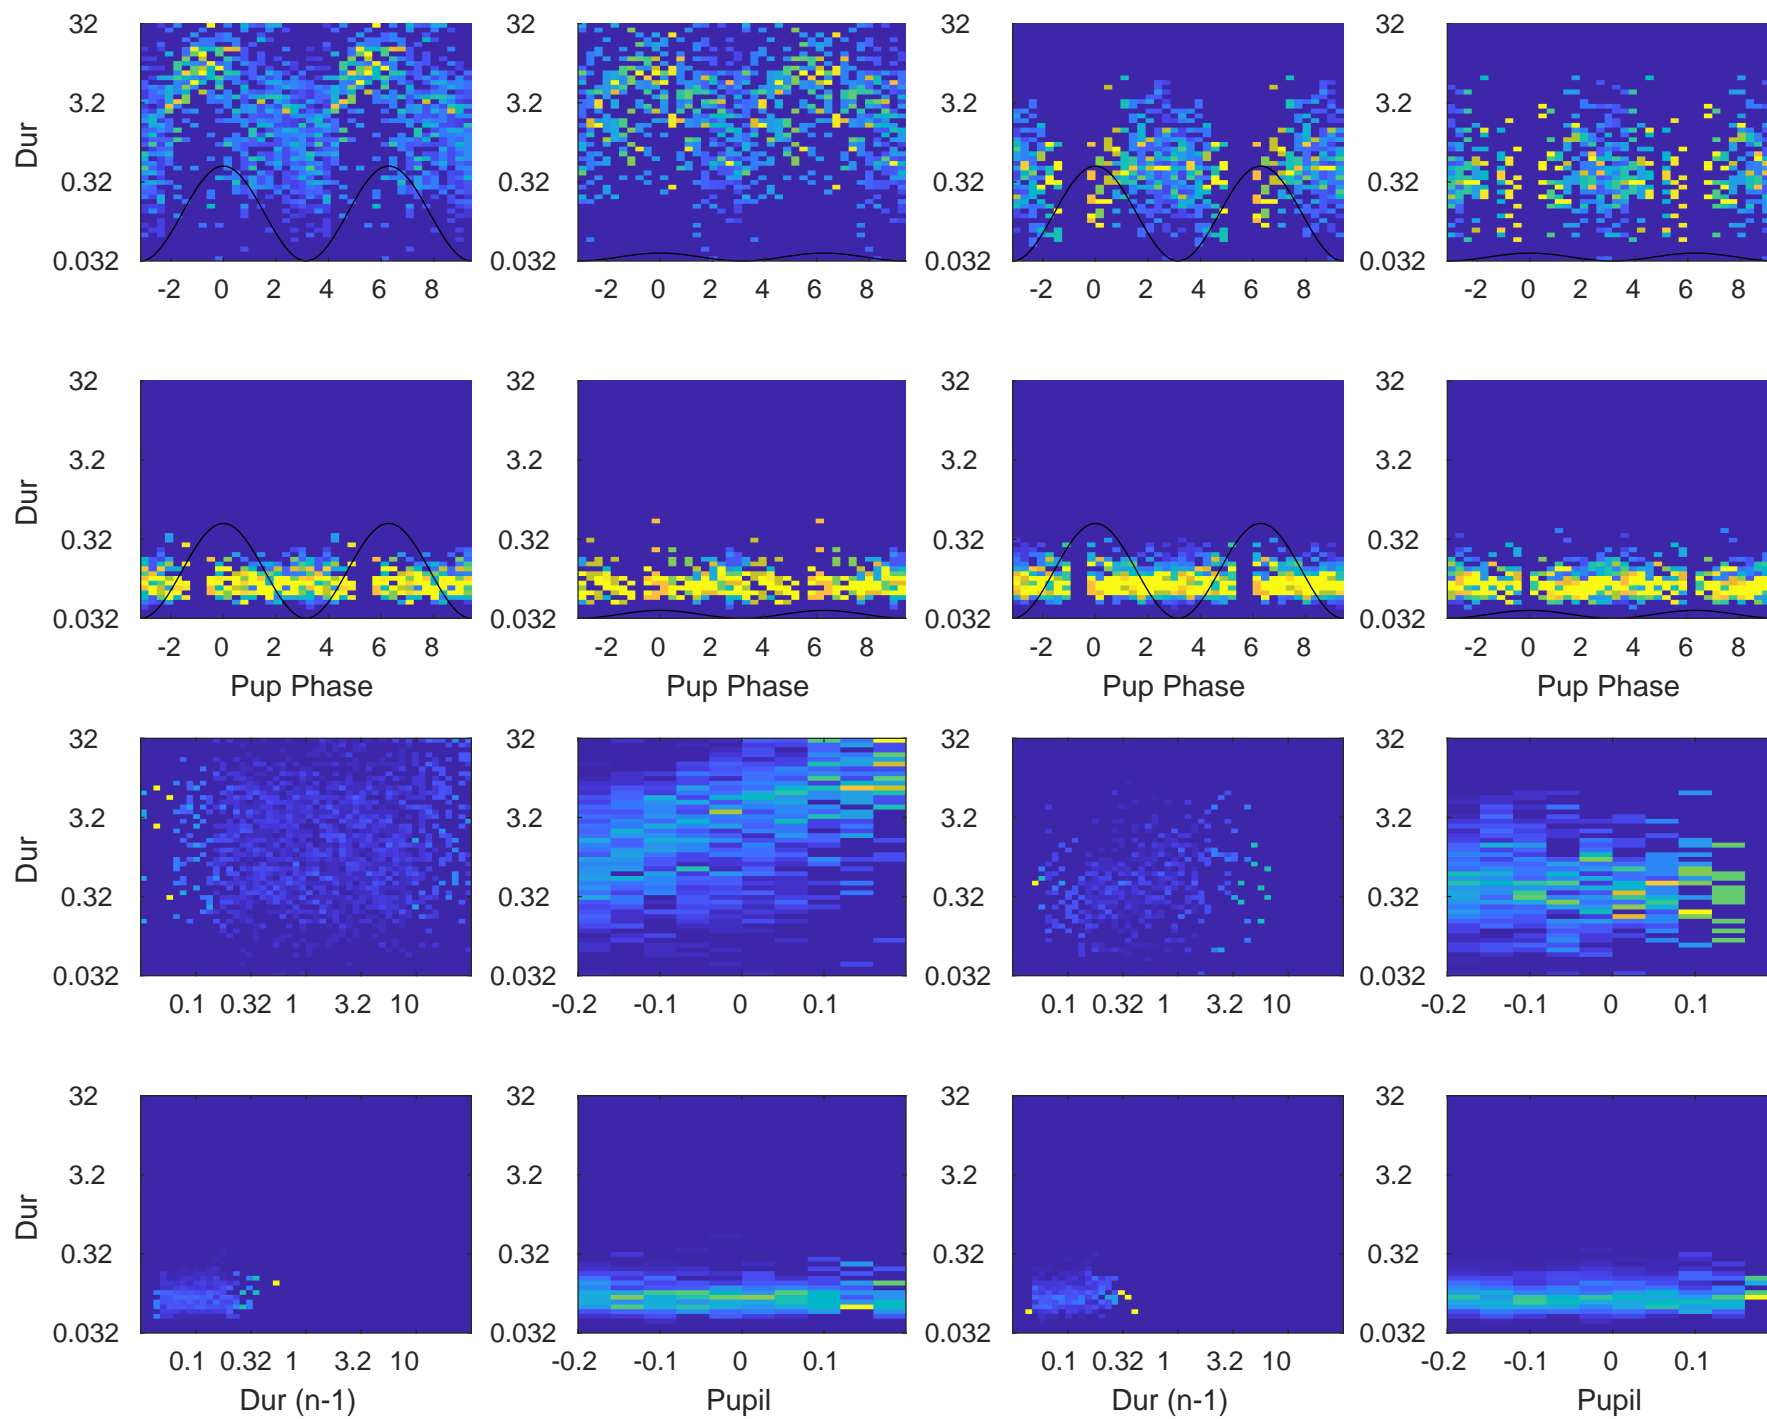 32 32 32 32
3.2 3.2 3.2 3.2
Dur
0.32 0.32 0.32 0.32
0.032 0.032 0.032 0.032
-2 0 2 4 6 8 -2 0 2 4 6 8 -2 0 2 4 6 8 -2 0 2 4 6 8
32 32 32 32
3.2 3.2 3.2 3.2
Dur
0.32 0.32 0.32 0.32
0.032 0.032 0.032 0.032
-2 0 2 4 6 8 -2 0 2 4 6 8 -2 0 2 4 6 8 -2 0 2 4 6 8
Pup Phase Pup Phase Pup Phase Pup Phase
32 32 32 32
3.2 3.2 3.2 3.2
Dur
0.32 0.32 0.32 0.32
0.032 0.032 0.032 0.032
0.1 0.32 1 3.2 10 -0.2 -0.1 0 0.1 0.1 0.32 1 3.2 10 -0.2 -0.1 0 0.1
32 32 32 32
3.2 3.2 3.2 3.2
Dur
0.32 0.32 0.32 0.32
0.032 0.032 0.032 0.032
0.1 0.32 1 3.2 10 -0.2 -0.1 0 0.1 0.1 0.32 1 3.2 10 -0.2 -0.1 0 0.1
Dur (n-1) Pupil Dur (n-1) Pupil